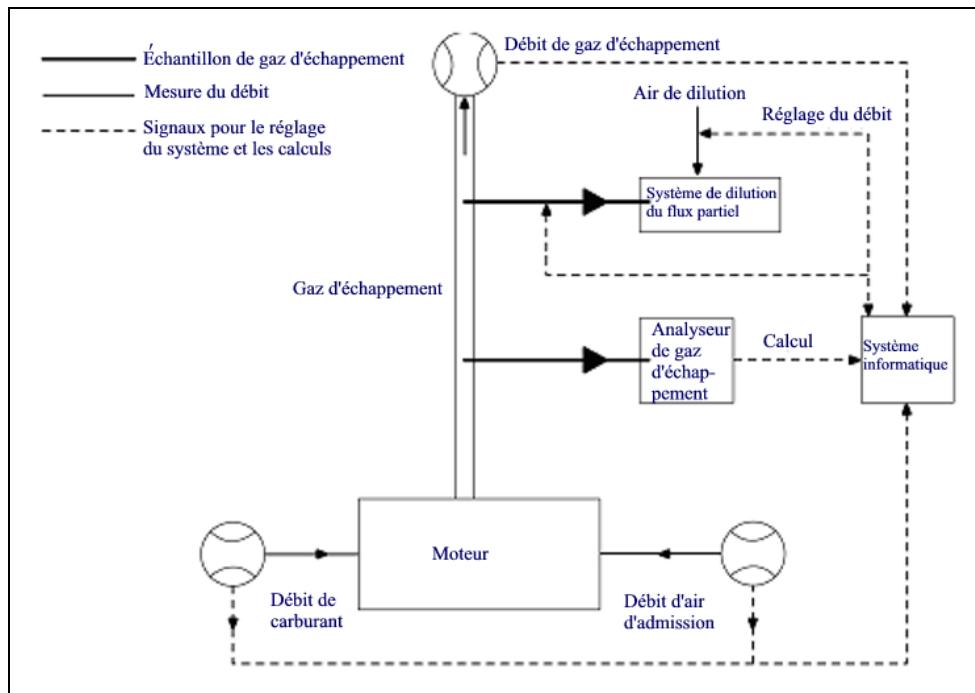 Échantillon de gaz d'échappement
Mesure du débit
Signaux pour le réglage
du système et les calculs
Débit de gaz d'échappement
Air de dilution
Réglage du débit
Système de dilution
du flux partiel
Gaz d'échappement
Analyseur
de gaz
d'échap-
pement
Calcul
Système
informatique
Moteur
Débit de
carburant
Débit d'air
d'admission